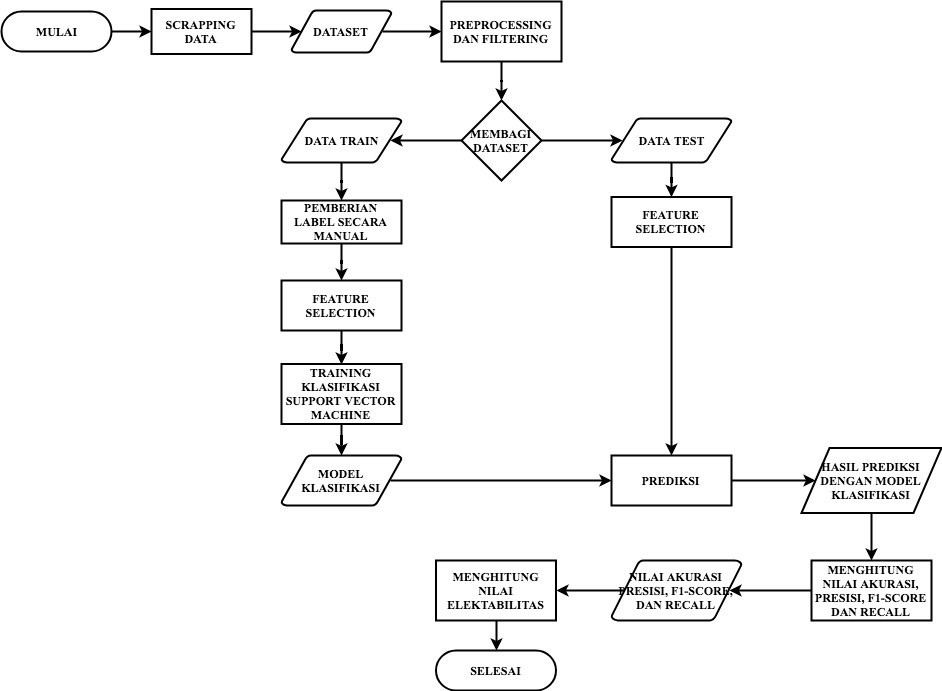 MULAI
SCRAPPING
DATA
DATASET
PREPROCESSING
DAN FILTERING
MEMBAGI
DATASET
DATA TRAIN
DATA TEST
PEMBERIAN
LABEL SECARA
MANUAL
FEATURE
SELECTION
FEATURE
SELECTION
TRAINING
KLASIFIKASI
SUPPORT VECTOR
MACHINE
MODEL
KLASIFIKASI
PREDIKSI
HASIL PREDIKSI
DENGAN MODEL
KLASIFIKASI
MENGHITUNG
NILAI AKURASI,
PRESISI, F1-SCORE
DAN RECALL
NILAI AKURASI
PRESISI, F1-SCORE,
DAN RECALL
MENGHITUNG
NILAI
ELEKTABILITAS
SELESAI